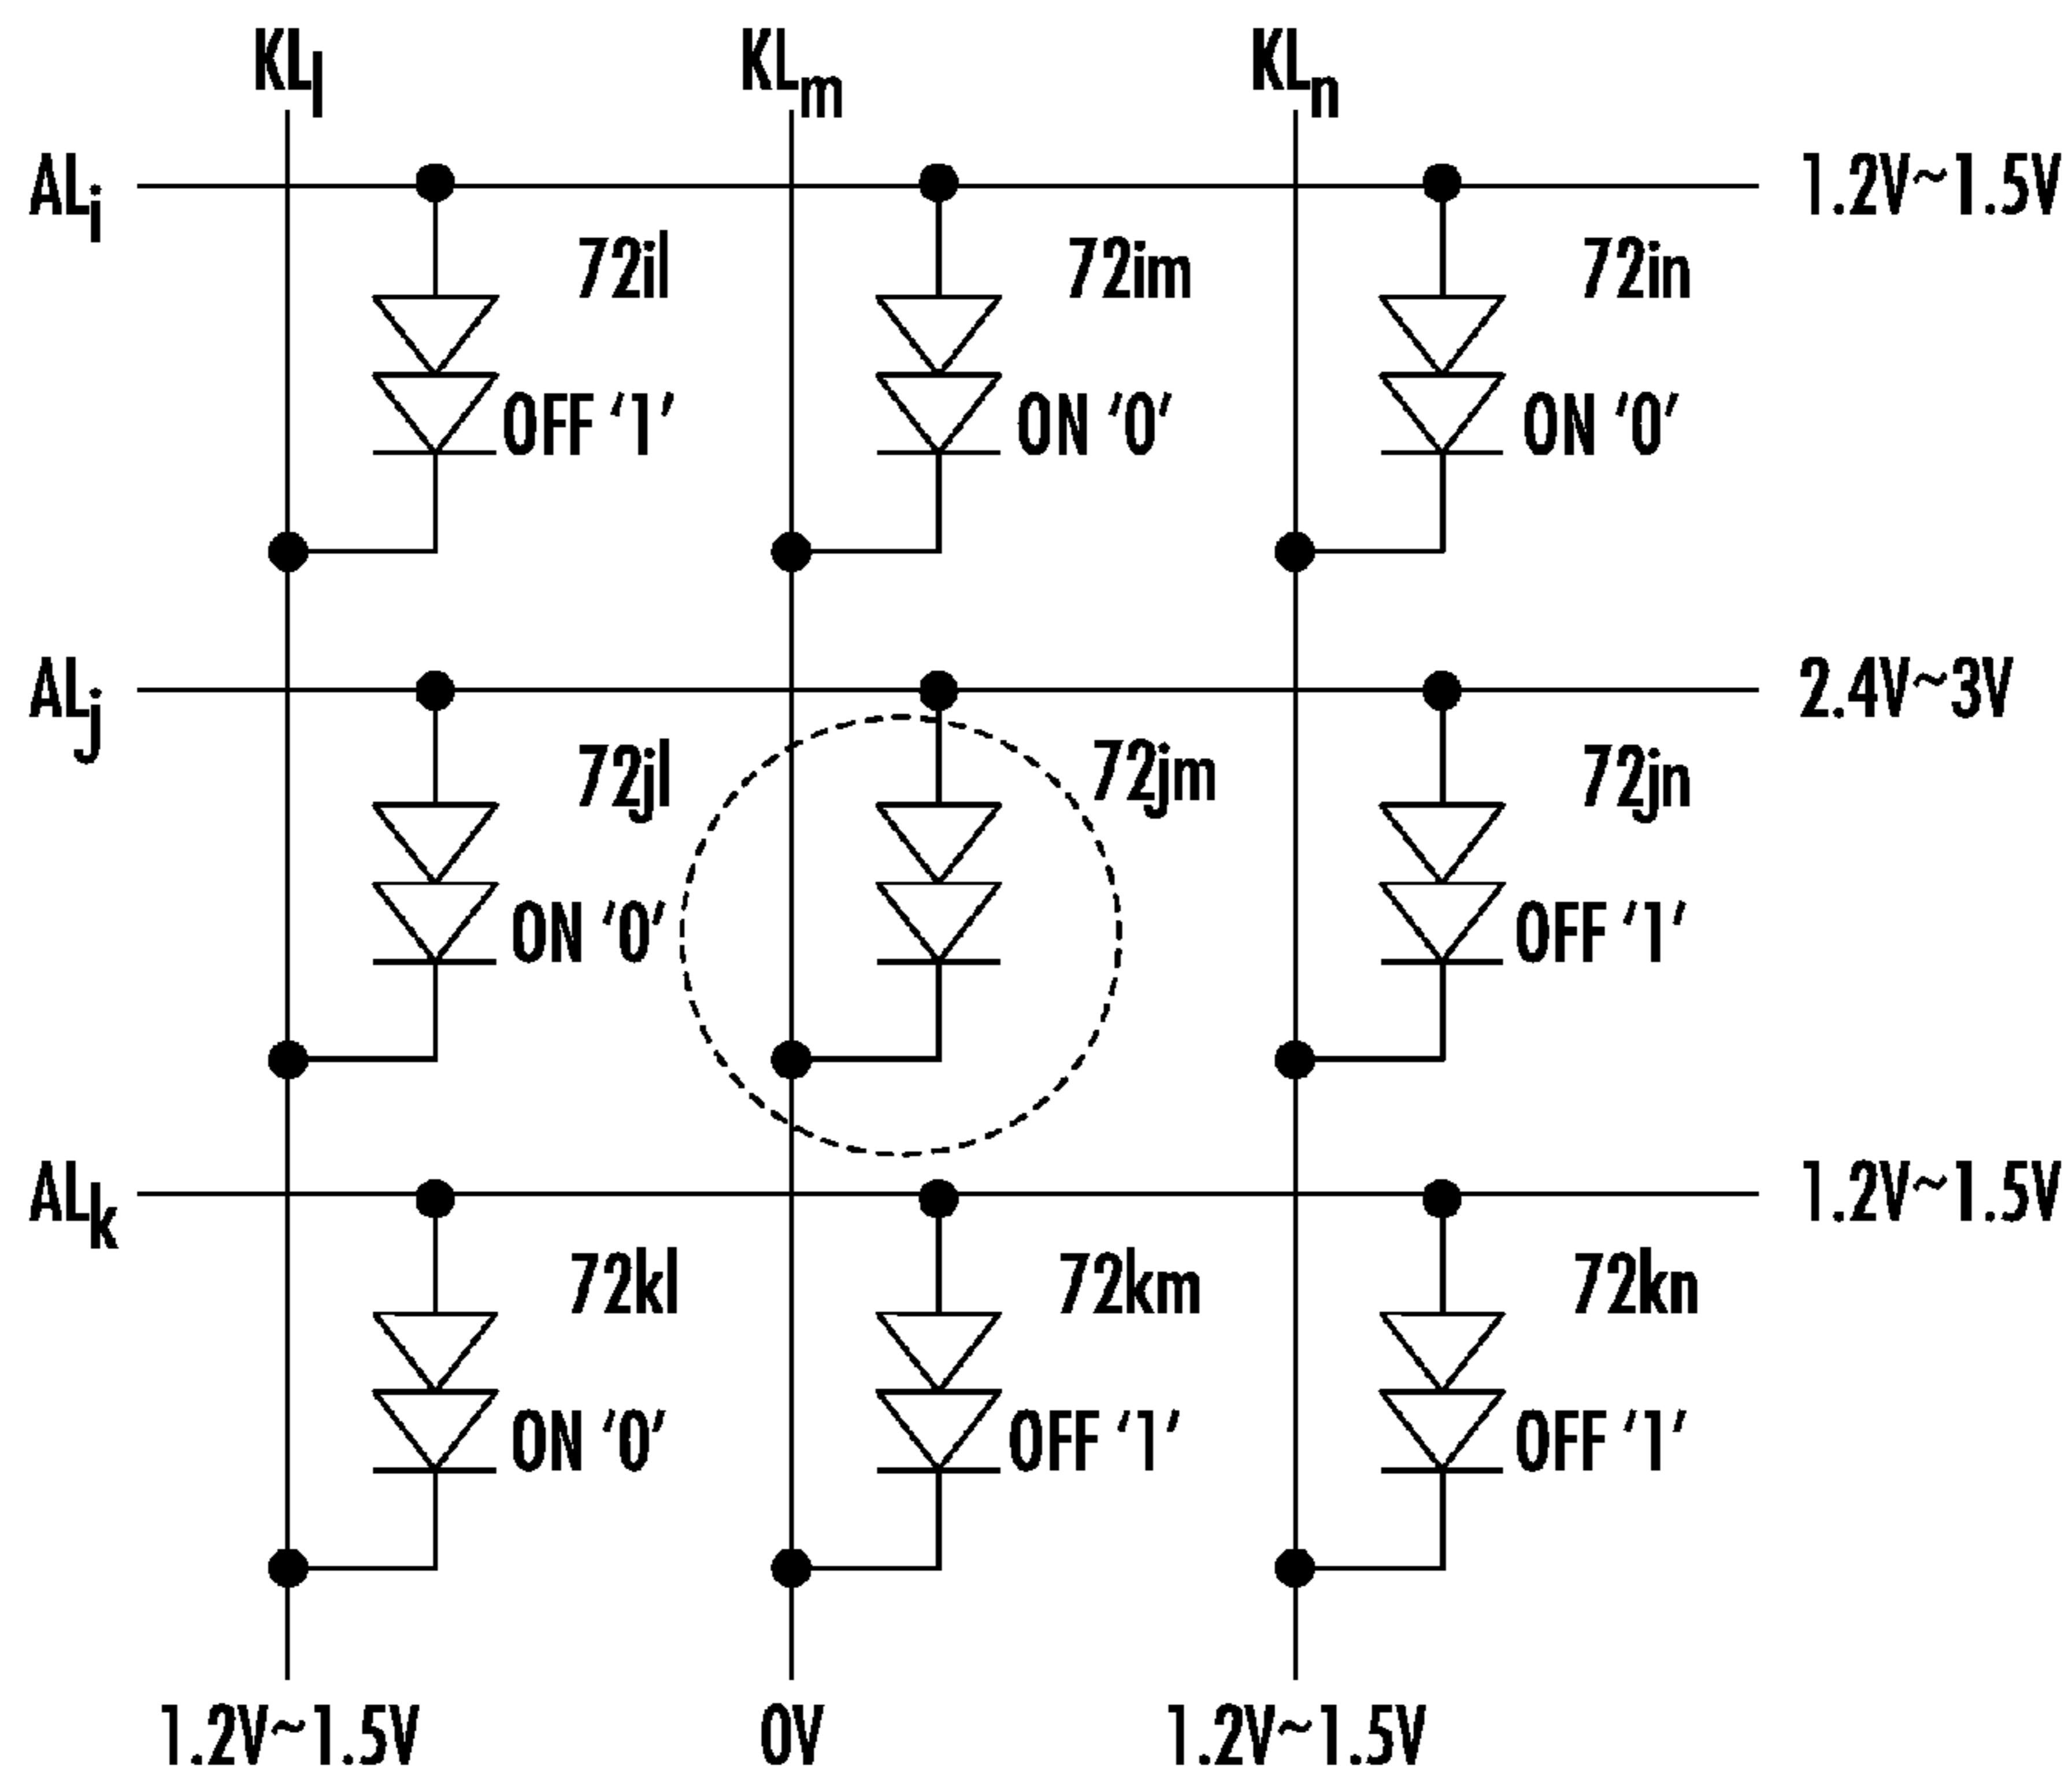 KLl KLm KLn
ALi 1.2V~1.5V
72il 72im 72in
OFF ‘1’ ON ‘0’ ON ‘0’
ALj 2.4V~3V
72jl 72jm 72jn
ON ‘0’ OFF ‘1’
ALk 1.2V~1.5V
72kl 72km 72kn
ON ‘0’ OFF ‘1’ OFF ‘1’
1.2V~1.5V 0V 1.2V~1.5V